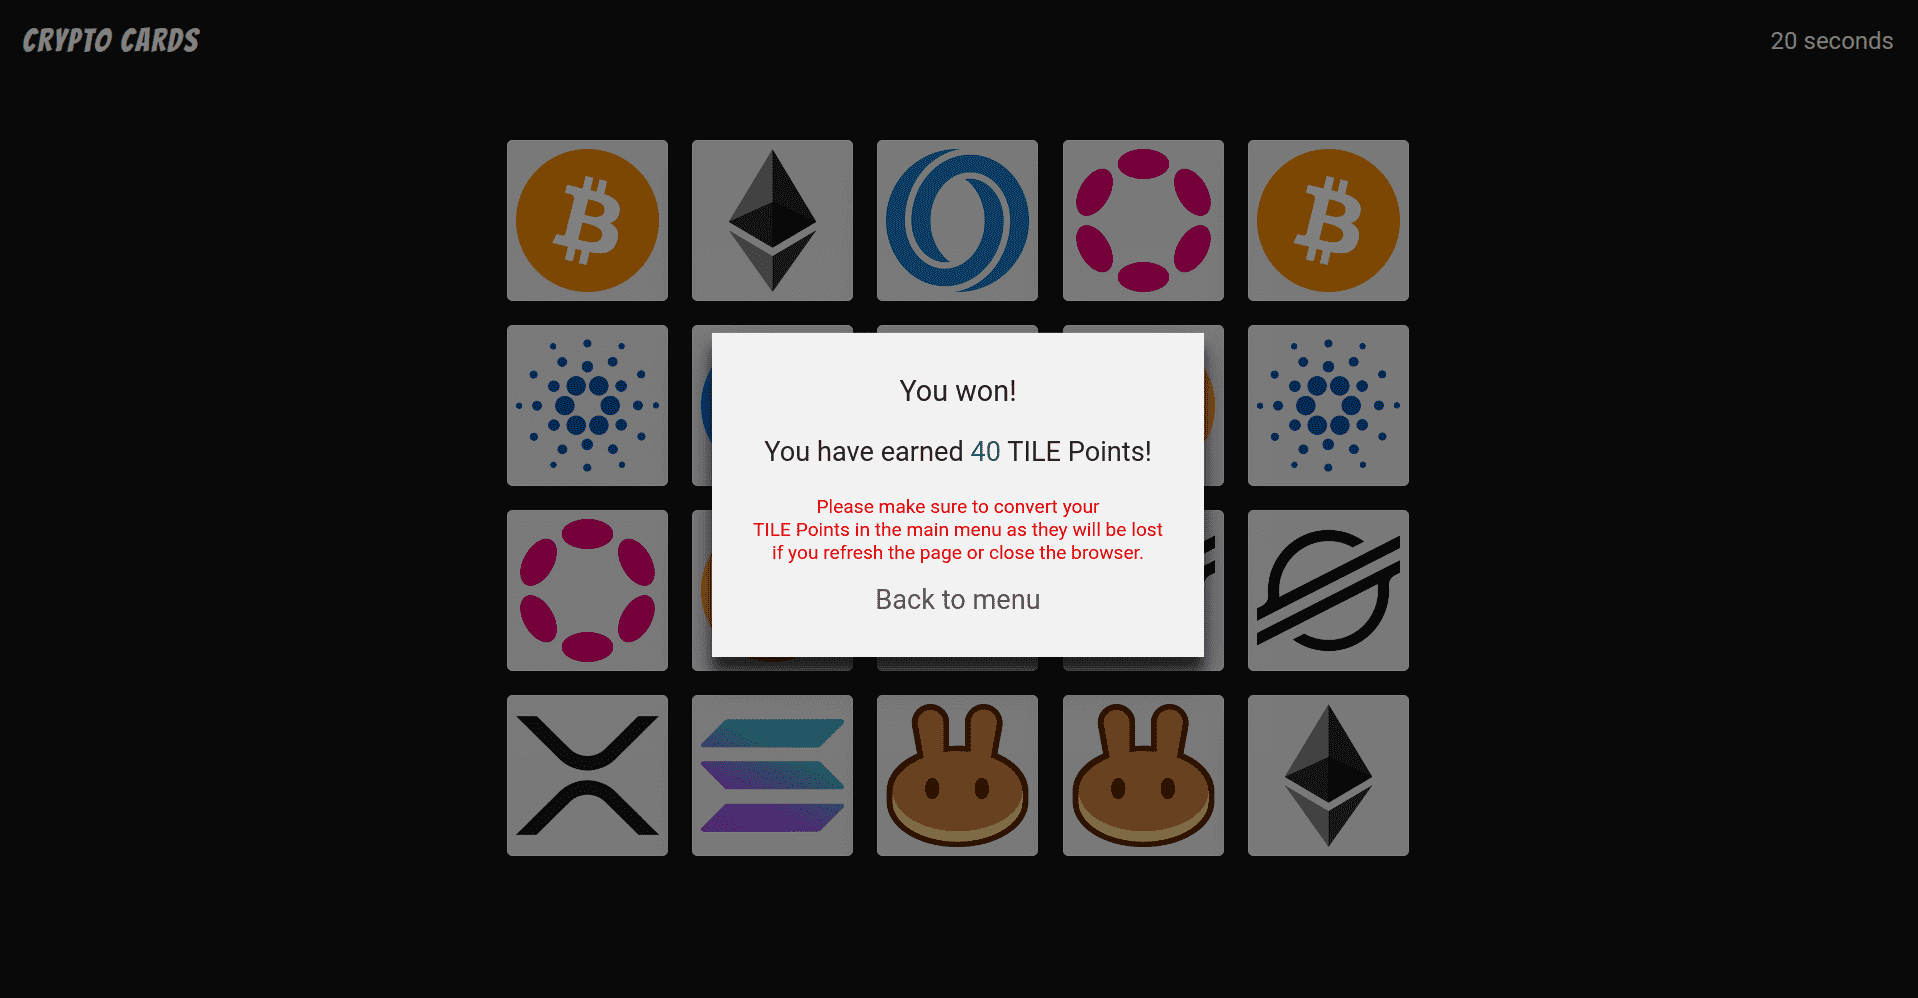 CRYPTO CARDS
20 seconds
You won!
You have earned 40 TILE Points!
Please make sure to convert your
TILE Points in the main menu as they will be lost
if you refresh the page or close the browser.
Back to menu